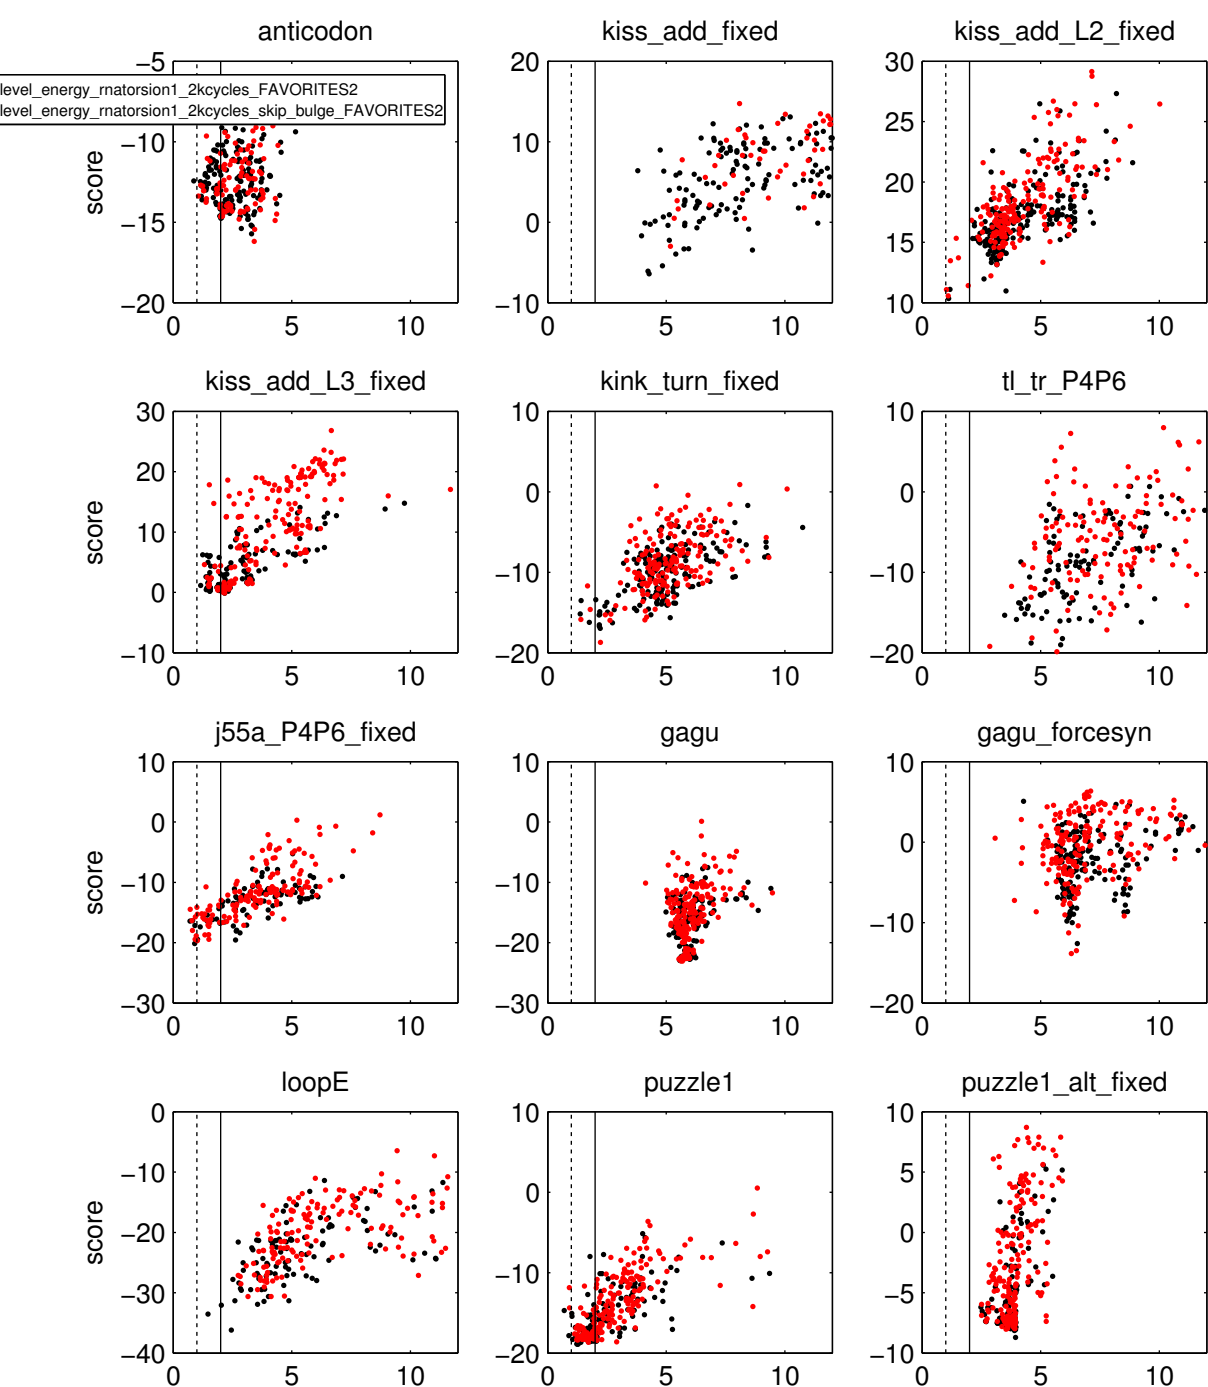 anticodon kiss_add_fixed kiss_add_L2_fixed
−5 20 30
level_energy_rnatorsion1_2kcycles_FAVORITES2
level_energy_rnatorsion1_2kcycles_skip_bulge_FAVORITES2
25
−10 10
score 20
−15 0
15
−20 −10 10
0 5 10 0 5 10 0 5 10
kiss_add_L3_fixed kink_turn_fixed tl_tr_P4P6
30 10 10
20 0 0
score 10
−10 −10
0
−10 −20 −20
0 5 10 0 5 10 0 5 10
j55a_P4P6_fixed gagu gagu_forcesyn
10 10 10
0 0 0
score −10 −10
−20 −20 −10
−30 −30 −20
0 5 10 0 5 10 0 5 10
loopE puzzle1 puzzle1_alt_fixed
0 10 10
−10 0 5
score −20 0
−10
−30 −5
−40 −20 −10
0 5 10 0 5 10 0 5 10